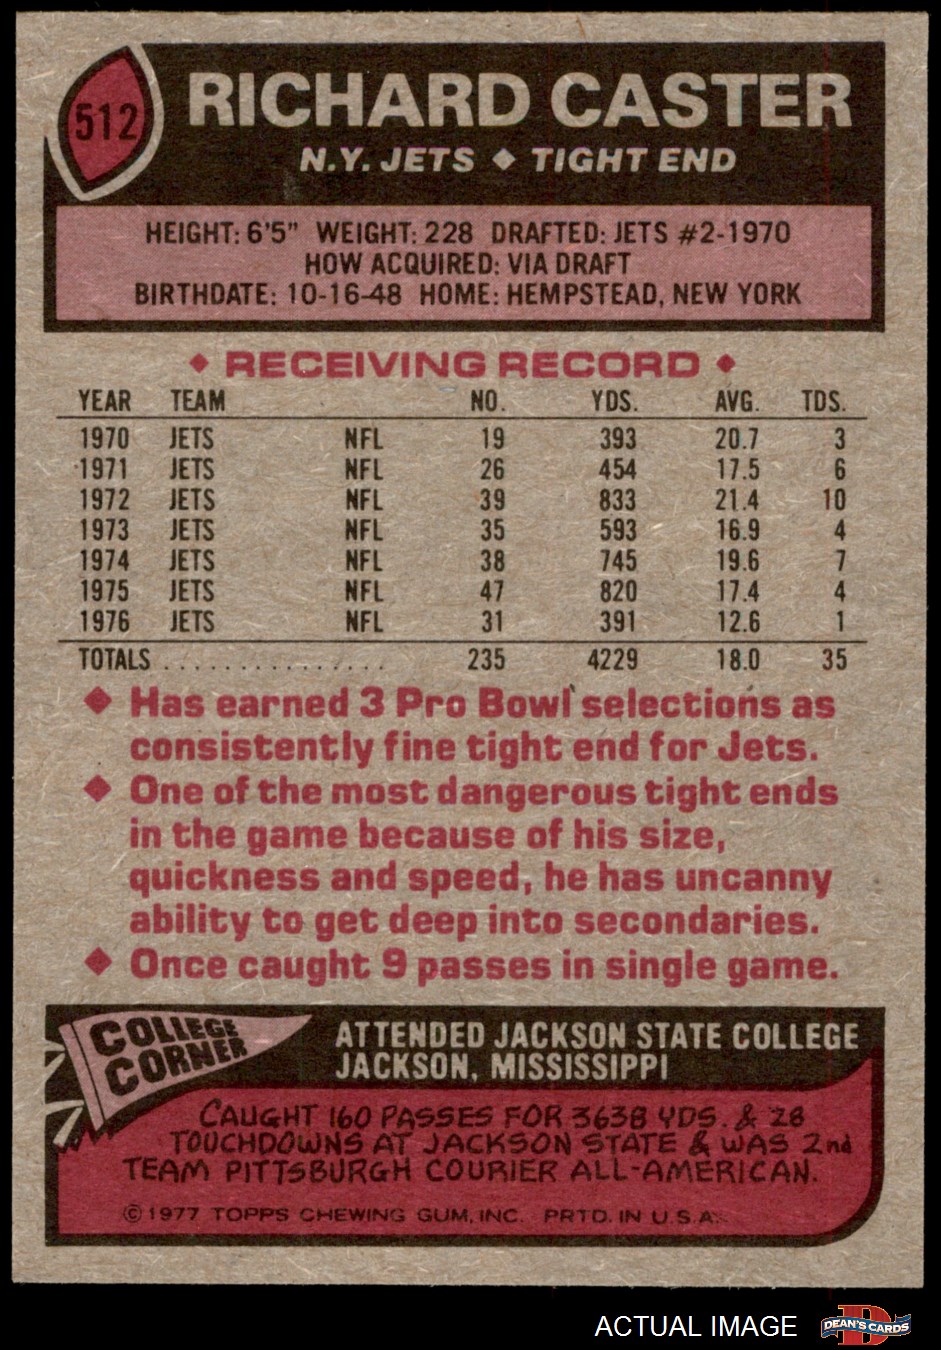 512
RICHARD CASTER
N.Y. JETS ◆ TIGHT END
HEIGHT: 6'5" WEIGHT: 228 DRAFTED: JETS #2-1970
HOW ACQUIRED: VIA DRAFT
BIRTHDATE: 10-16-48 HOME: HEMPSTEAD, NEW YORK
◆ RECEIVING RECORD ◆
YEAR TEAM NO. YDS. AVG. TDS.
1970 JETS NFL 19 393 20.7 3
1971 JETS NFL 26 454 17.5 6
1972 JETS NFL 39 833 21.4 10
1973 JETS NFL 35 593 16.9 4
1974 JETS NFL 38 745 19.6 7
1975 JETS NFL 47 820 17.4 4
1976 JETS NFL 31 391 12.6 1
TOTALS ................ 235 4229 18.0 35
◆ Has earned 3 Pro Bowl selections as
consistently fine tight end for Jets.
◆ One of the most dangerous tight ends
in the game because of his size,
quickness and speed, he has uncanny
ability to get deep into secondaries.
◆ Once caught 9 passes in single game.
COLLEGE
CORNER
ATTENDED JACKSON STATE COLLEGE
JACKSON, MISSISSIPPI
CAUGHT 160 PASSES FOR 3638 YDS. & 28
TOUCHDOWNS AT JACKSON STATE & WAS 2nd
TEAM PITTSBURGH COURIER ALL-AMERICAN.
© 1977 TOPPS CHEWING GUM, INC. PRTD. IN U.S.A.
ACTUAL IMAGE
D
DEAN'S CARDS